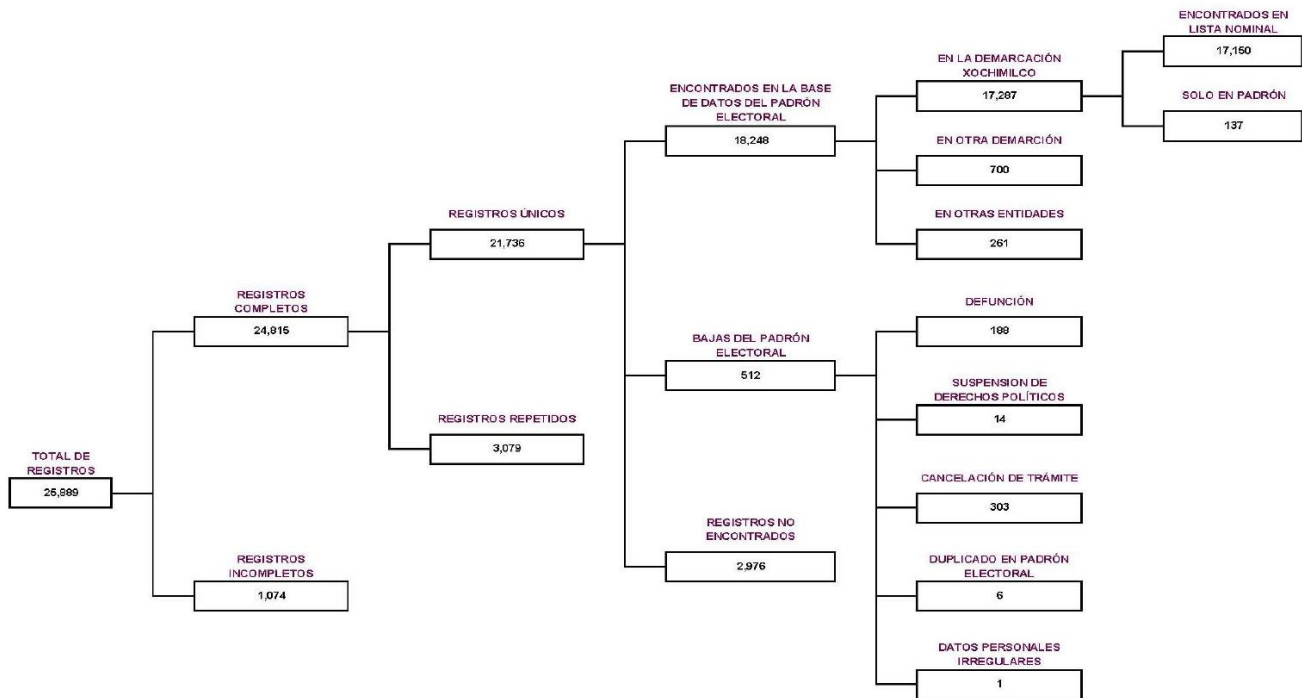 TOTAL DE
REGISTROS
25,889
REGISTROS
COMPLETOS
24,815
REGISTROS
INCOMPLETOS
1,074
REGISTROS ÚNICOS
21,736
REGISTROS REPETIDOS
3,079
ENCONTRADOS EN LA BASE
DE DATOS DEL PADRÓN
ELECTORAL
18,248
BAJAS DEL PADRÓN
ELECTORAL
512
REGISTROS NO
ENCONTRADOS
2,976
EN LA DEMARCACIÓN
XOCHIMILCO
17,287
EN OTRA DEMARCIÓN
700
EN OTRAS ENTIDADES
261
DEFUNCIÓN
188
SUSPENSION DE
DERECHOS POLÍTICOS
14
CANCELACIÓN DE TRÁMITE
303
DUPLICADO EN PADRÓN
ELECTORAL
6
DATOS PERSONALES
IRREGULARES
1
ENCONTRADOS EN
LISTA NOMINAL
17,150
SOLO EN PADRÓN
137